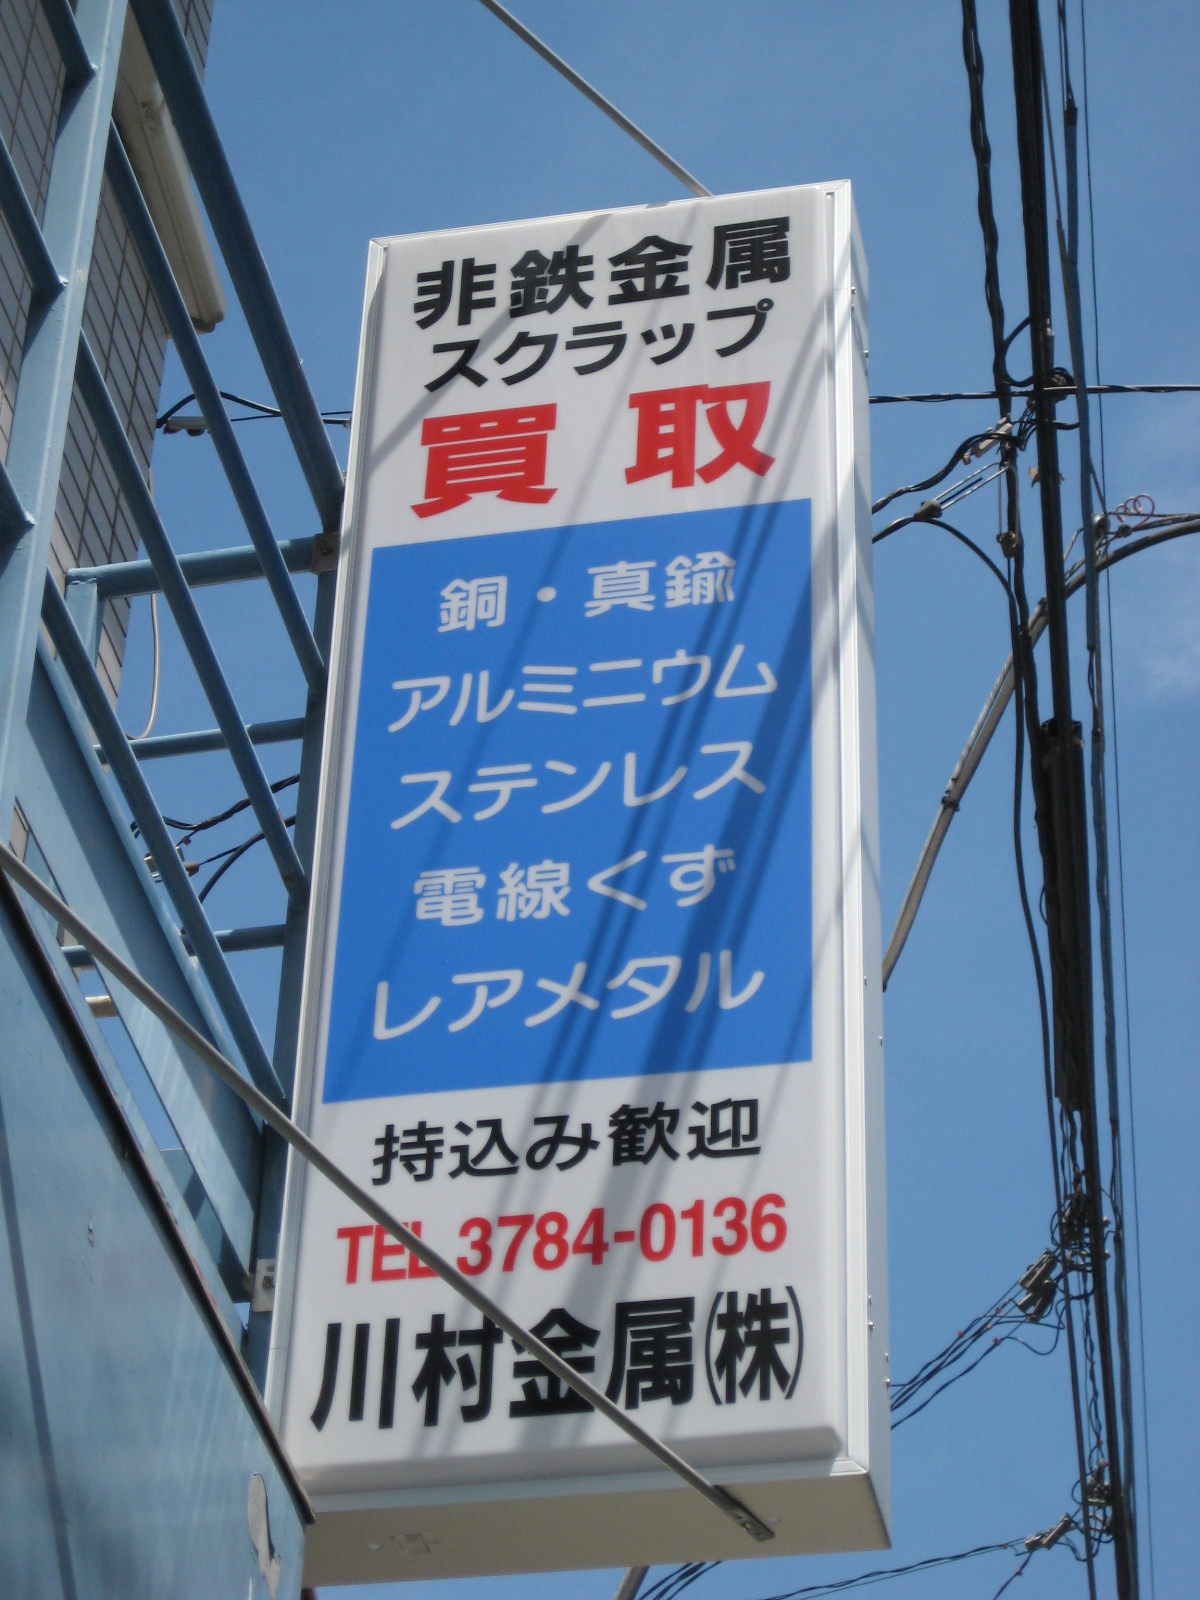 非鉄金属
スクラップ
買取
銅・真鍮
アルミニウム
ステンレス
電線くず
レアメタル
持込み歓迎
TEL 3784-0136
川村金属(株)